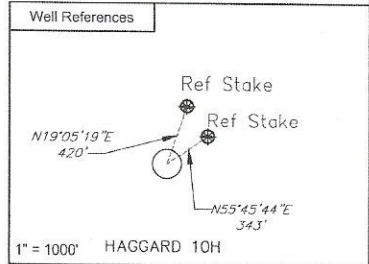 Well References
Ref Stake
Ref Stake
N19°05'19"E
420'
N55°45'44"E
343'
1" = 1000' HAGGARD 10H